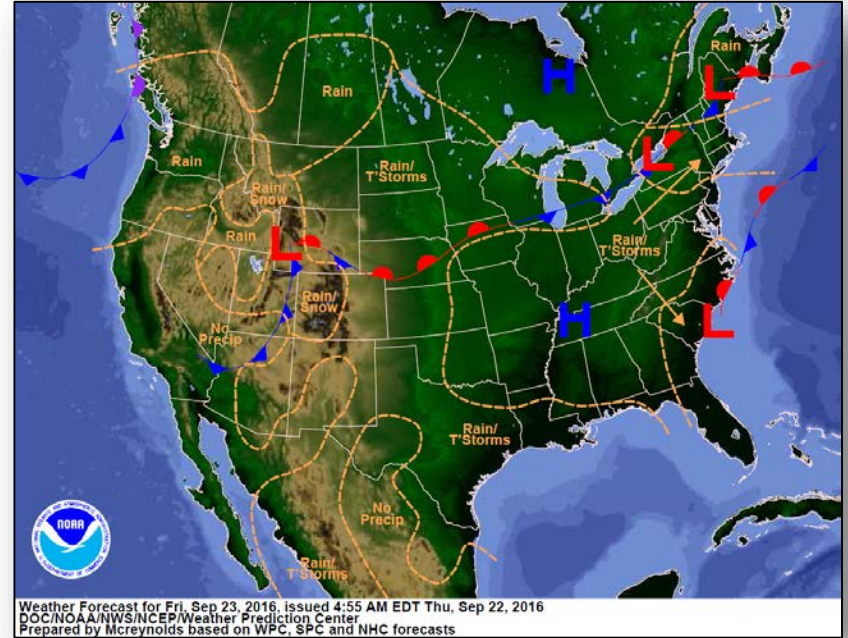 Rain
H
L
Rain
L
Rain
Rain/
T'Storms
Rain/
Snow
Rain
L
Rain/
T'Storms
Rain/
Snow
H
L
No
Precip
Rain/
T'Storms
No
Precip
Rain/
T'Storms
NOAA
Weather Forecast for Fri, Sep 23, 2016, issued 4:55 AM EDT Thu, Sep 22, 2016
DOC/NOAA/NWS/NCEP/Weather Prediction Center
Prepared by Mcreynolds based on WPC, SPC and NHC forecasts